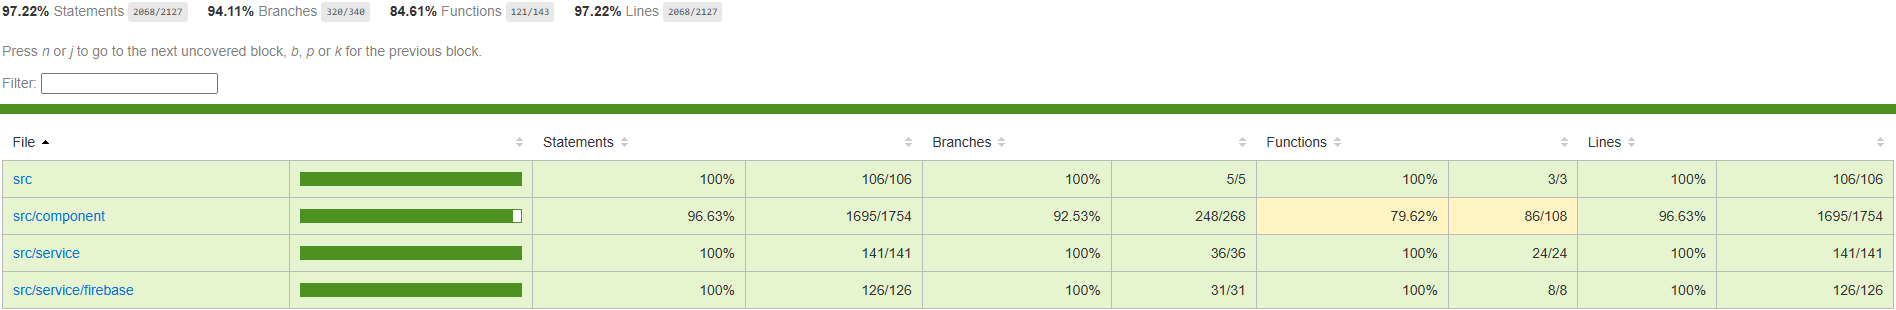 97.22% Statements 2068/2127 94.11% Branches 320/340 84.61% Functions 121/143 97.22% Lines 2068/2127
Press n or j to go to the next uncovered block, b, p or k for the previous block.
Filter:
File Statements Branches Functions Lines
src 100% 106/106 100% 5/5 100% 3/3 100% 106/106
src/component 96.63% 1695/1754 92.53% 248/268 79.62% 86/108 96.63% 1695/1754
src/service 100% 141/141 100% 36/36 100% 24/24 100% 141/141
src/service/firebase 100% 126/126 100% 31/31 100% 8/8 100% 126/126